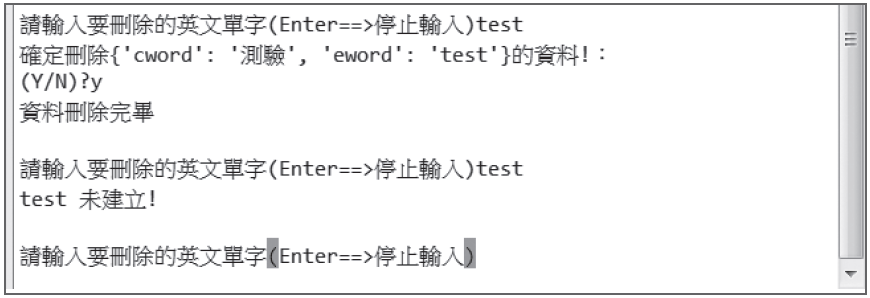 請輸入要刪除的英文單字(Enter==>停止輸入)test
確定刪除{'cword': '測驗', 'eword': 'test'}的資料!：
(Y/N)?y
資料刪除完畢
請輸入要刪除的英文單字(Enter==>停止輸入)test
test 未建立!
請輸入要刪除的英文單字(Enter==>停止輸入)